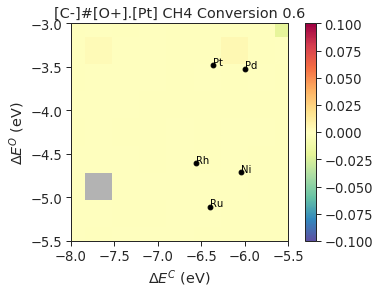 [C-]#[O+].[Pt] CH4 Conversion 0.6
−3.0
−3.5
−4.0
−4.5
−5.0
−5.5
ΔE^O (eV)
Pt
Pd
Rh
Ni
Ru
−8.0 −7.5 −7.0 −6.5 −6.0 −5.5
ΔE^C (eV)
0.100
0.075
0.050
0.025
0.000
−0.025
−0.050
−0.075
−0.100